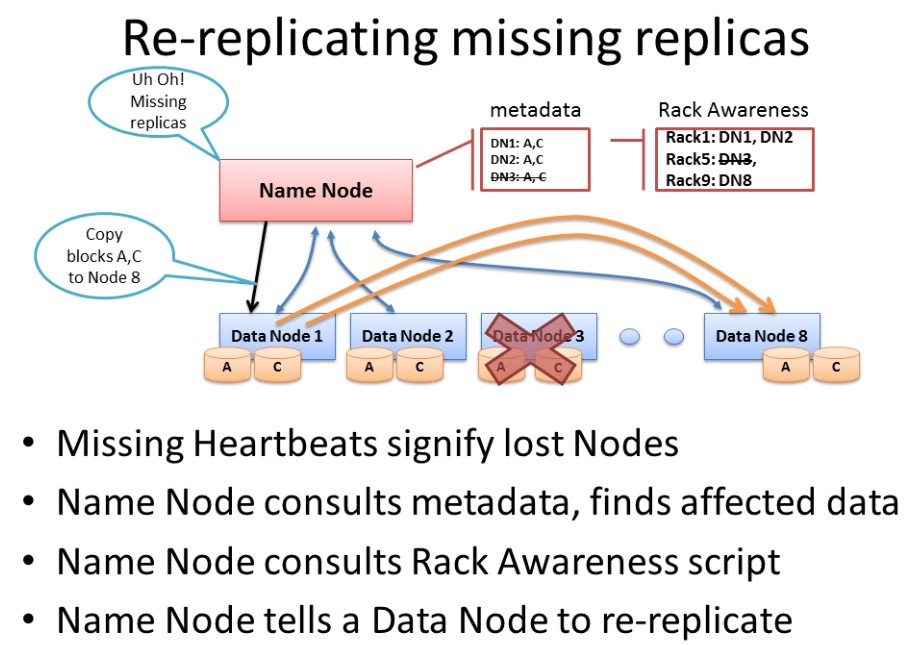 Re-replicating missing replicas
Uh Oh!
Missing
replicas
metadata
Rack Awareness
DN1: A,C
DN2: A,C
DN3: A, C
Rack1: DN1, DN2
Rack5: DN3,
Rack9: DN8
Name Node
Copy
blocks A,C
to Node 8
Data Node 1
Data Node 2
Data Node 3
Data Node 8
A C A C A C A C
• Missing Heartbeats signify lost Nodes
• Name Node consults metadata, finds affected data
• Name Node consults Rack Awareness script
• Name Node tells a Data Node to re-replicate